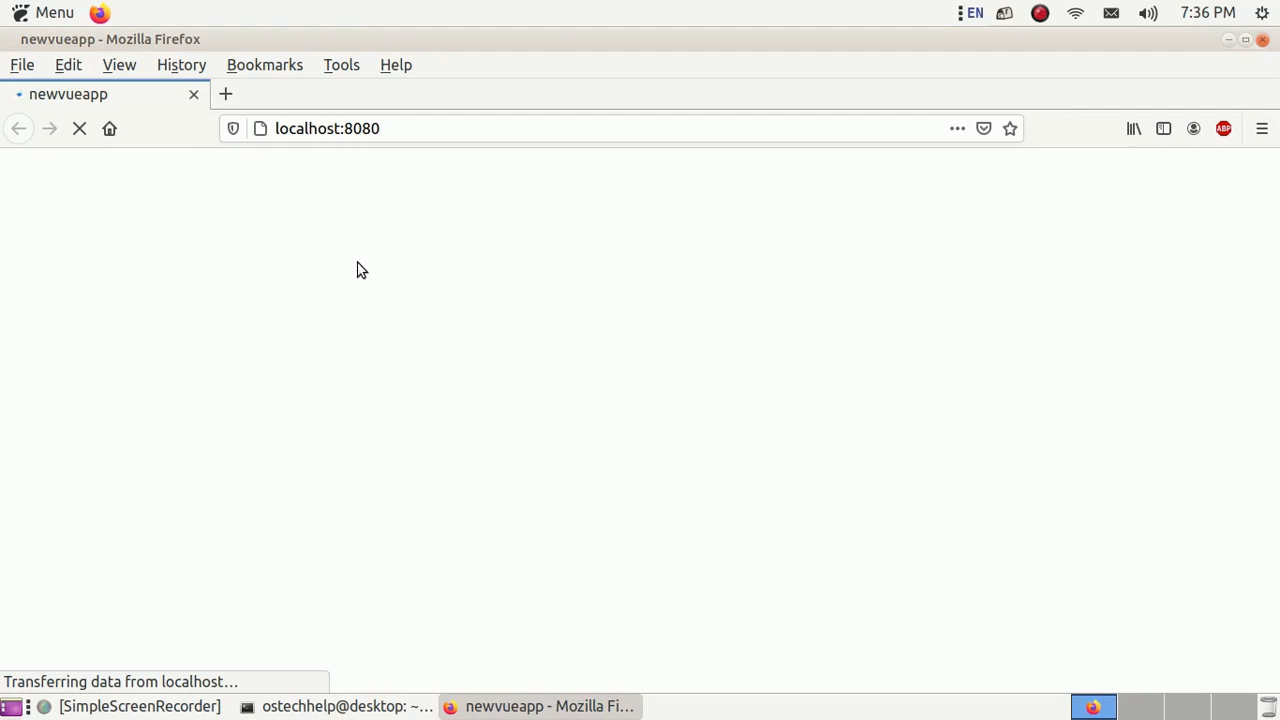 Menu
EN
7:36 PM
newvueapp - Mozilla Firefox
File Edit View History Bookmarks Tools Help
newvueapp
localhost:8080
ABP
Transferring data from localhost…
[SimpleScreenRecorder] ostechhelp@desktop: ~… newvueapp - Mozilla Fi…